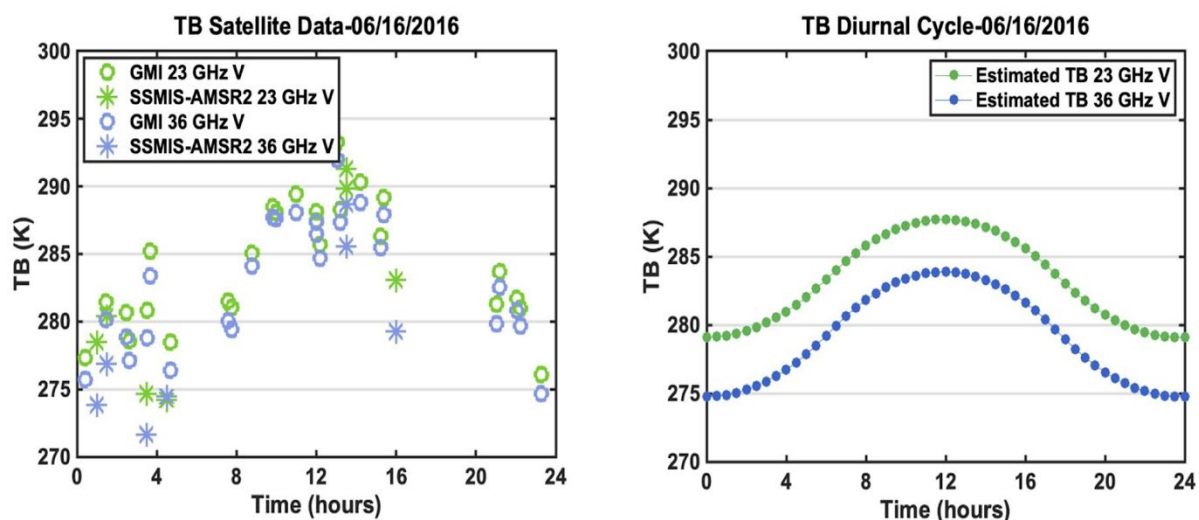 TB Satellite Data-06/16/2016
300
295
290
285
280
275
270
TB (K)
GMI 23 GHz V
SSMIS-AMSR2 23 GHz V
GMI 36 GHz V
SSMIS-AMSR2 36 GHz V
0 4 8 12 16 20 24
Time (hours)
TB Diurnal Cycle-06/16/2016
300
295
290
285
280
275
270
TB (K)
Estimated TB 23 GHz V
Estimated TB 36 GHz V
0 4 8 12 16 20 24
Time (hours)